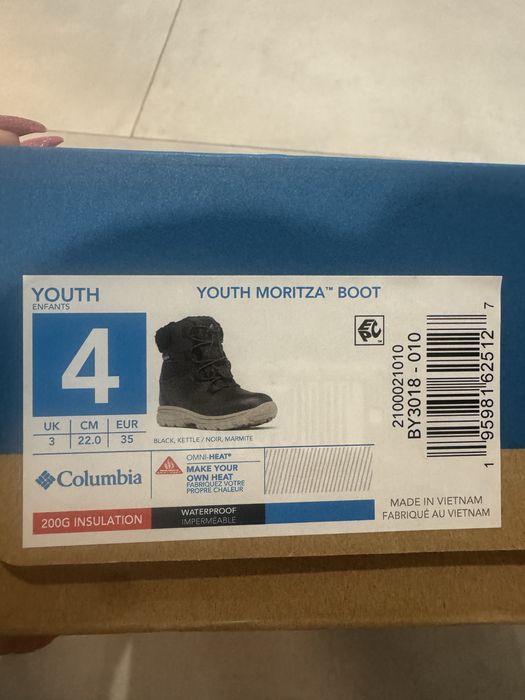 YOUTH
ENFANTS
YOUTH MORITZA™ BOOT
4
UK CM EUR
3 22.0 35
BLACK, KETTLE / NOIR, MARMITE
EPC™
2100021010
BY3018 - 010
1 95981 62512 7
Columbia
OMNI-HEAT®
MAKE YOUR
OWN HEAT
FABRIQUEZ VOTRE
PROPRE CHALEUR
200G INSULATION
WATERPROOF
IMPERMÉABLE
MADE IN VIETNAM
FABRIQUÉ AU VIETNAM